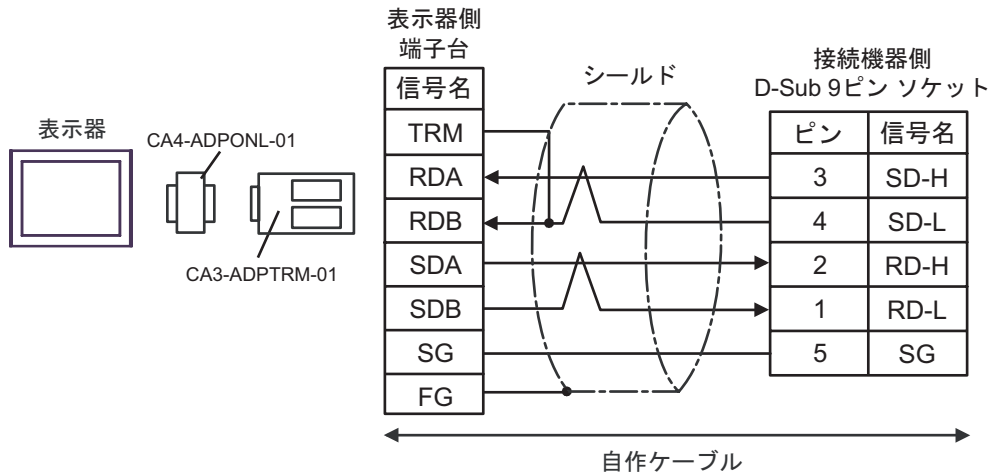 表示器
CA4-ADPONL-01
CA3-ADPTRM-01
表示器側
端子台
信号名
TRM
RDA
RDB
SDA
SDB
SG
FG
シールド
接続機器側
D-Sub 9ピン ソケット
ピン 信号名
3 SD-H
4 SD-L
2 RD-H
1 RD-L
5 SG
自作ケーブル